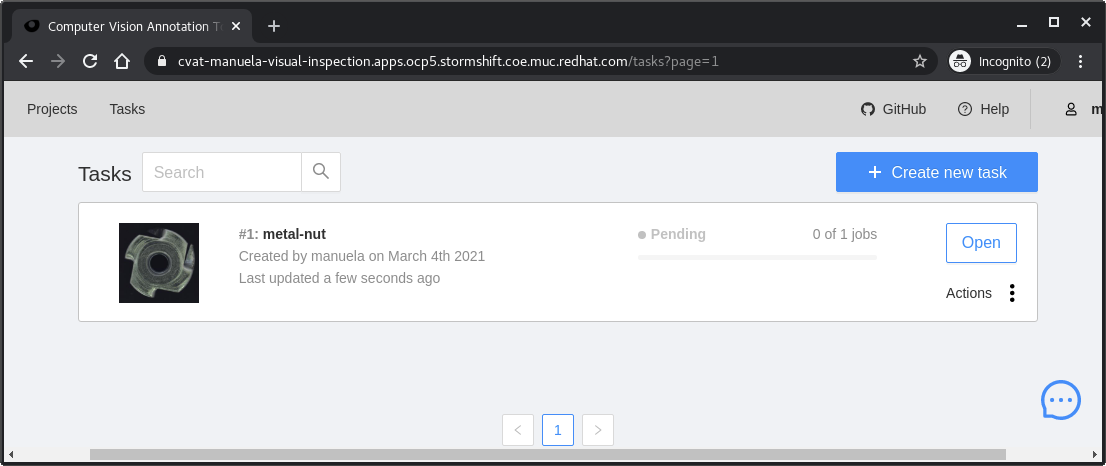 Computer Vision Annotation T
cvat-manuela-visual-inspection.apps.ocp5.stormshift.coe.muc.redhat.com/tasks?page=1
Incognito (2)
Projects
Tasks
GitHub
Help
m
Tasks
Search
Create new task
#1: metal-nut
Created by manuela on March 4th 2021
Last updated a few seconds ago
Pending
0 of 1 jobs
Open
Actions
1